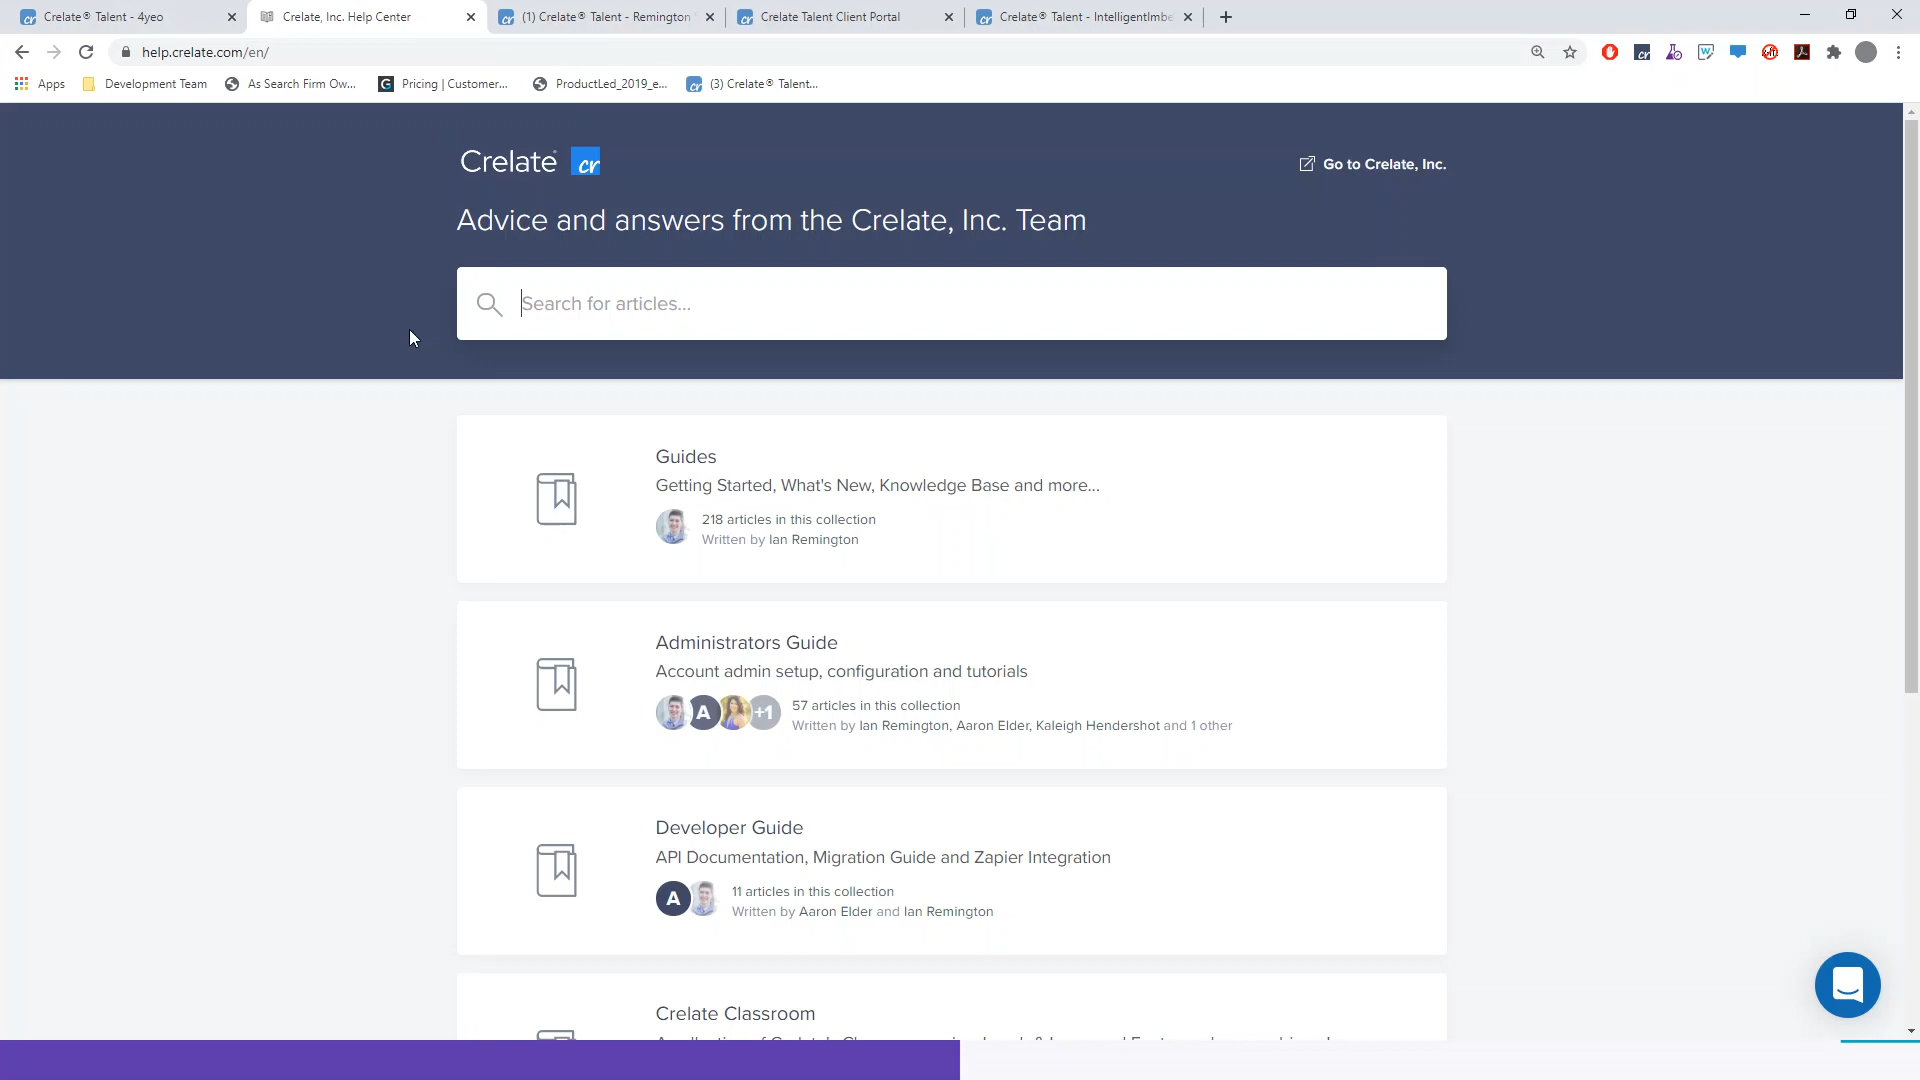 Crelate® Talent - 4yeo
Crelate, Inc. Help Center
(1) Crelate® Talent - Remington
Crelate Talent Client Portal
Crelate® Talent - IntelligentImbe
help.crelate.com/en/
Apps
Development Team
As Search Firm Ow...
Pricing | Customer...
ProductLed_2019_e...
(3) Crelate® Talent...
Crelate cr
Go to Crelate, Inc.
Advice and answers from the Crelate, Inc. Team
Search for articles...
Guides
Getting Started, What's New, Knowledge Base and more...
218 articles in this collection
Written by Ian Remington
Administrators Guide
Account admin setup, configuration and tutorials
A +1
57 articles in this collection
Written by Ian Remington, Aaron Elder, Kaleigh Hendershot and 1 other
Developer Guide
API Documentation, Migration Guide and Zapier Integration
A
11 articles in this collection
Written by Aaron Elder and Ian Remington
Crelate Classroom